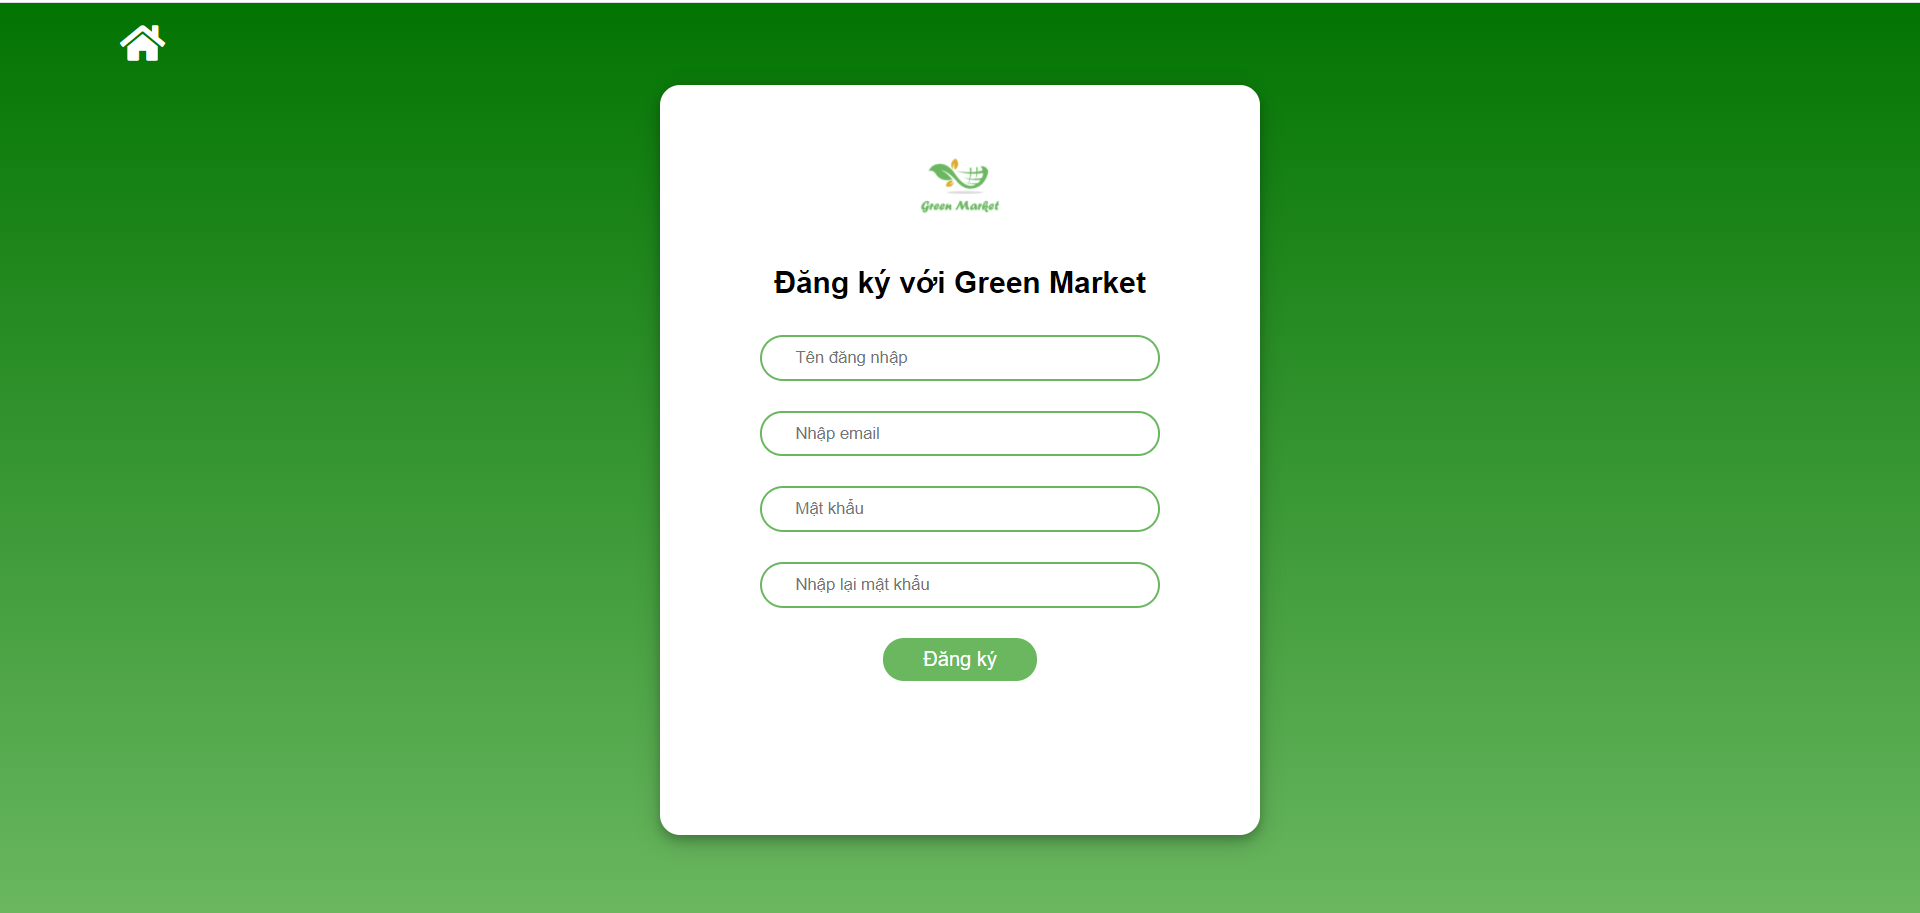 Green Market
Đăng ký với Green Market
Tên đăng nhập
Nhập email
Mật khẩu
Nhập lại mật khẩu
Đăng ký